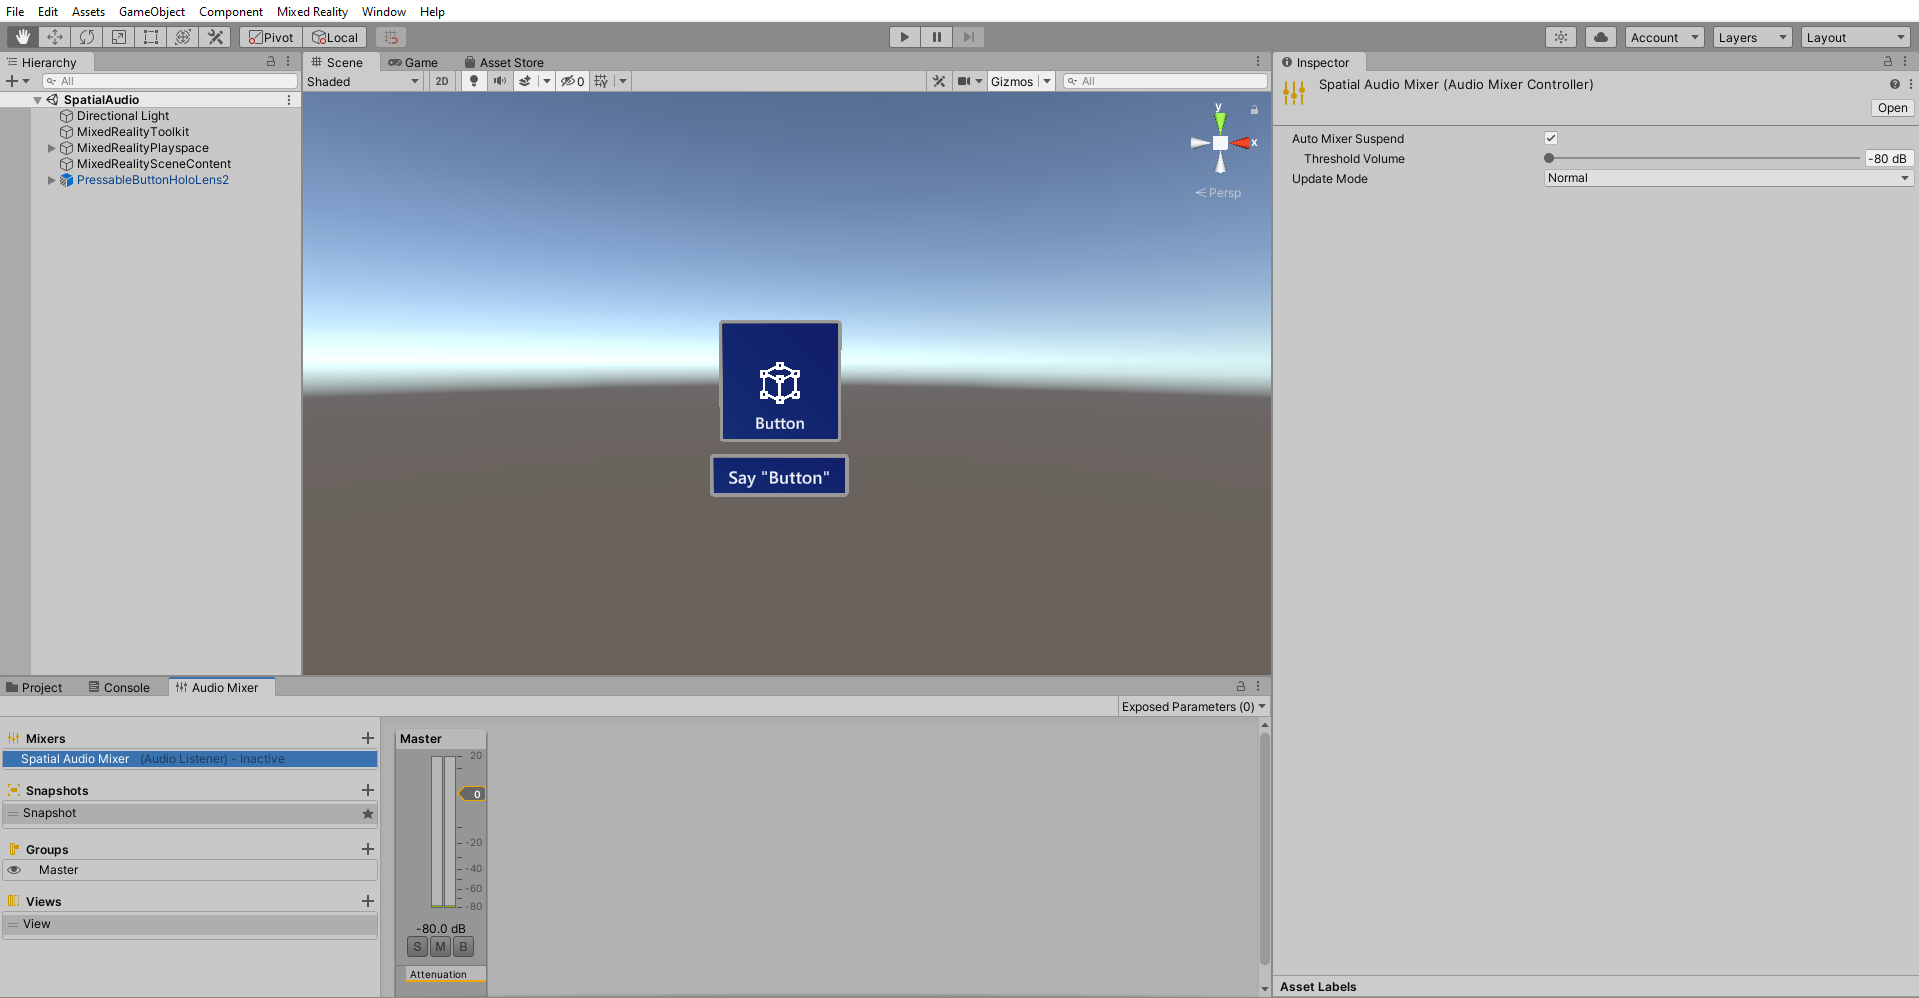 File Edit Assets GameObject Component Mixed Reality Window Help
Pivot Local Account Layers Layout
Hierarchy
All
SpatialAudio
Directional Light
MixedRealityToolkit
MixedRealityPlayspace
MixedRealitySceneContent
PressableButtonHoloLens2
Scene Game Asset Store
Shaded 2D 0 Gizmos All
y
x
Persp
Button
Say "Button"
Inspector
Spatial Audio Mixer (Audio Mixer Controller)
Open
Auto Mixer Suspend
Threshold Volume -80 dB
Update Mode Normal
Project Console Audio Mixer
Exposed Parameters (0)
Mixers
Spatial Audio Mixer (Audio Listener) - Inactive
Snapshots
Snapshot
Groups
Master
Views
View
Master
20
0
-20
-40
-60
-80
-80.0 dB
S M B
Attenuation
Asset Labels